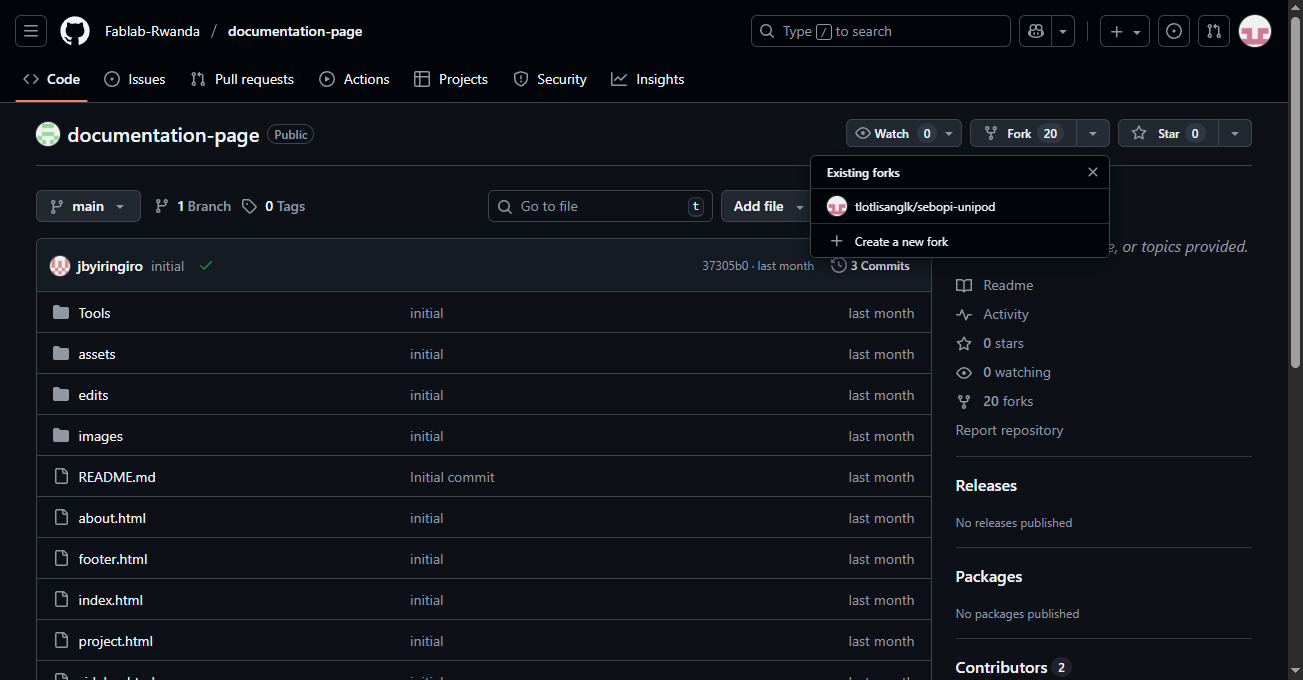 Fablab-Rwanda / documentation-page
Type / to search
Code Issues Pull requests Actions Projects Security Insights
documentation-page Public
Watch 0 Fork 20 Star 0
Existing forks
tlotlisanglk/sebopi-unipod
Create a new fork
main 1 Branch 0 Tags Go to file t Add file
e, or topics provided.
jbyiringiro initial 37305b0 · last month 3 Commits
Tools initial last month
assets initial last month
edits initial last month
images initial last month
README.md Initial commit last month
about.html initial last month
footer.html initial last month
index.html initial last month
project.html initial last month
Readme
Activity
0 stars
0 watching
20 forks
Report repository
Releases
No releases published
Packages
No packages published
Contributors 2